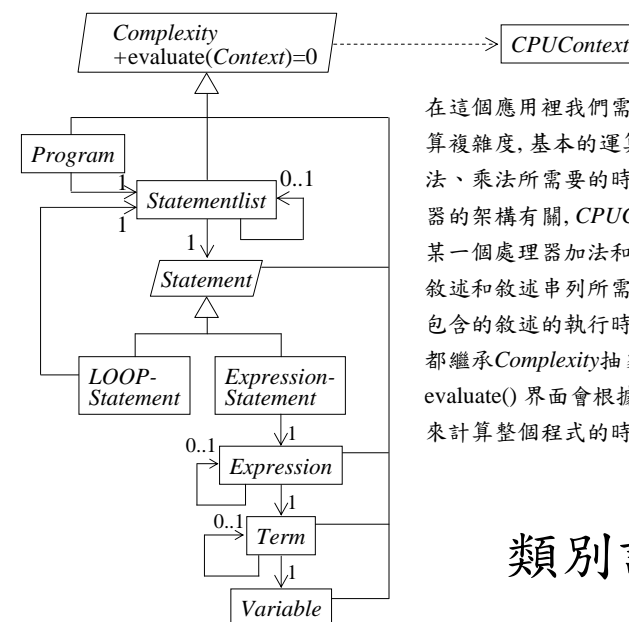 Complexity
+evaluate(Context)=0
CPUContext
在這個應用裡我們需
算複雜度, 基本的運算
法、乘法所需要的時
器的架構有關, CPUC
某一個處理器加法和
敘述和敘述串列所需
包含的敘述的執行時
都繼承Complexity抽
evaluate() 界面會根據
來計算整個程式的時
Program
1
1
Statementlist
0..1
1
Statement
LOOP-
Statement
Expression-
Statement
1
0..1
Expression
1
0..1
Term
1
Variable
類別